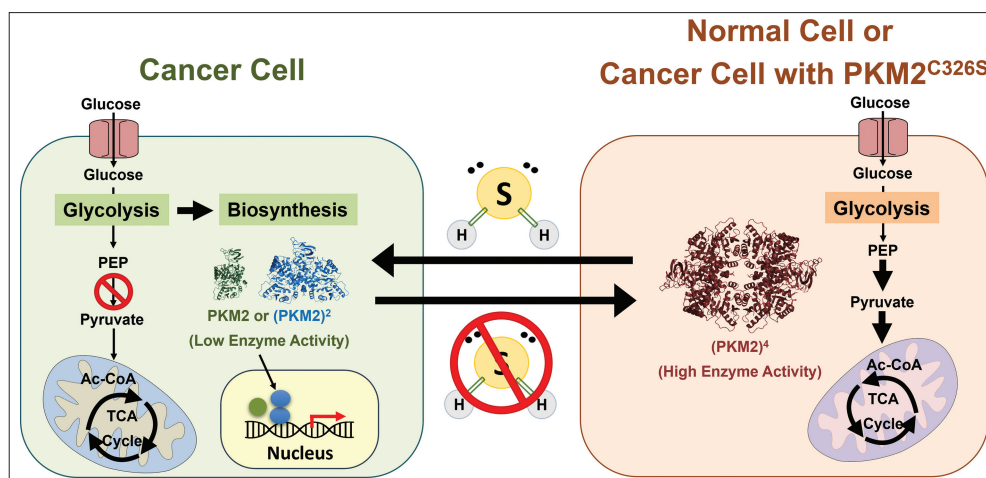 Cancer Cell
Glucose
Glucose
Glycolysis
Biosynthesis
PEP
Pyruvate
PKM2 or (PKM2)²
(Low Enzyme Activity)
Ac-CoA
TCA
Cycle
Nucleus
S
H
H
S
H
H
Normal Cell or
Cancer Cell with PKM2ᶜ³²⁶ˢ
Glucose
Glucose
Glycolysis
PEP
Pyruvate
(PKM2)⁴
(High Enzyme Activity)
Ac-CoA
TCA
Cycle